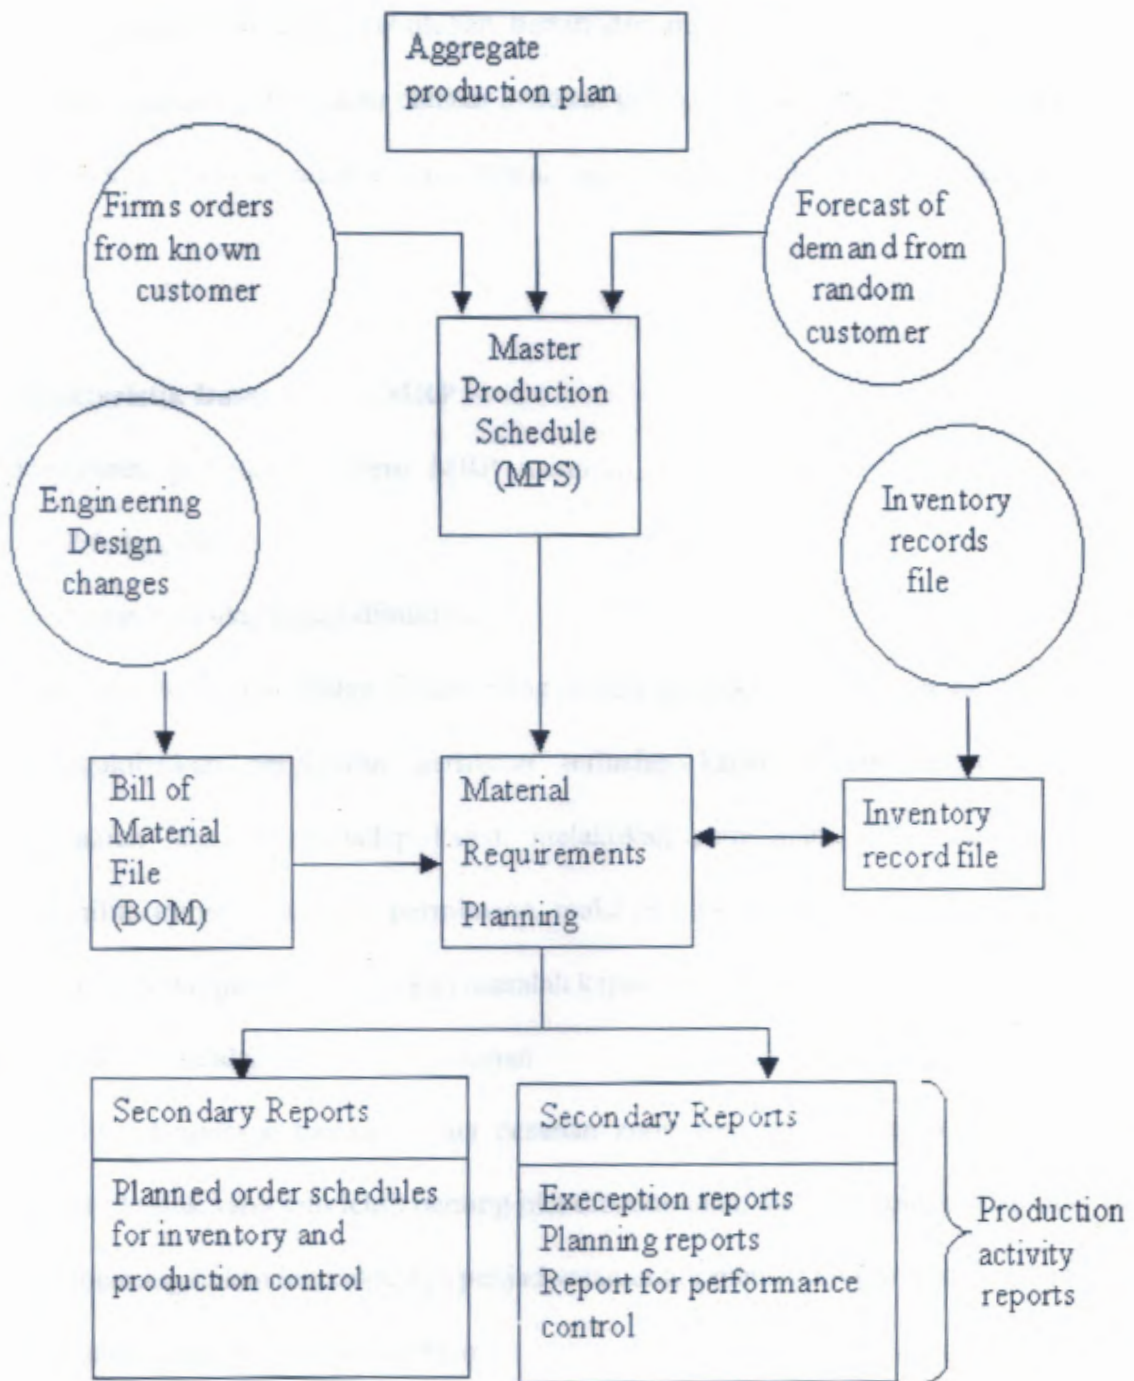 Aggregate
production plan
Firms orders
from known
customer
Forecast of
demand from
random
customer
Master
Production
Schedule
(MPS)
Engineering
Design
changes
Inventory
records
file
Bill of
Material
File
(BOM)
Material
Requirements
Planning
Inventory
record file
Secondary Reports
Planned order schedules
for inventory and
production control
Secondary Reports
Exeception reports
Planning reports
Report for performance
control
Production
activity
reports